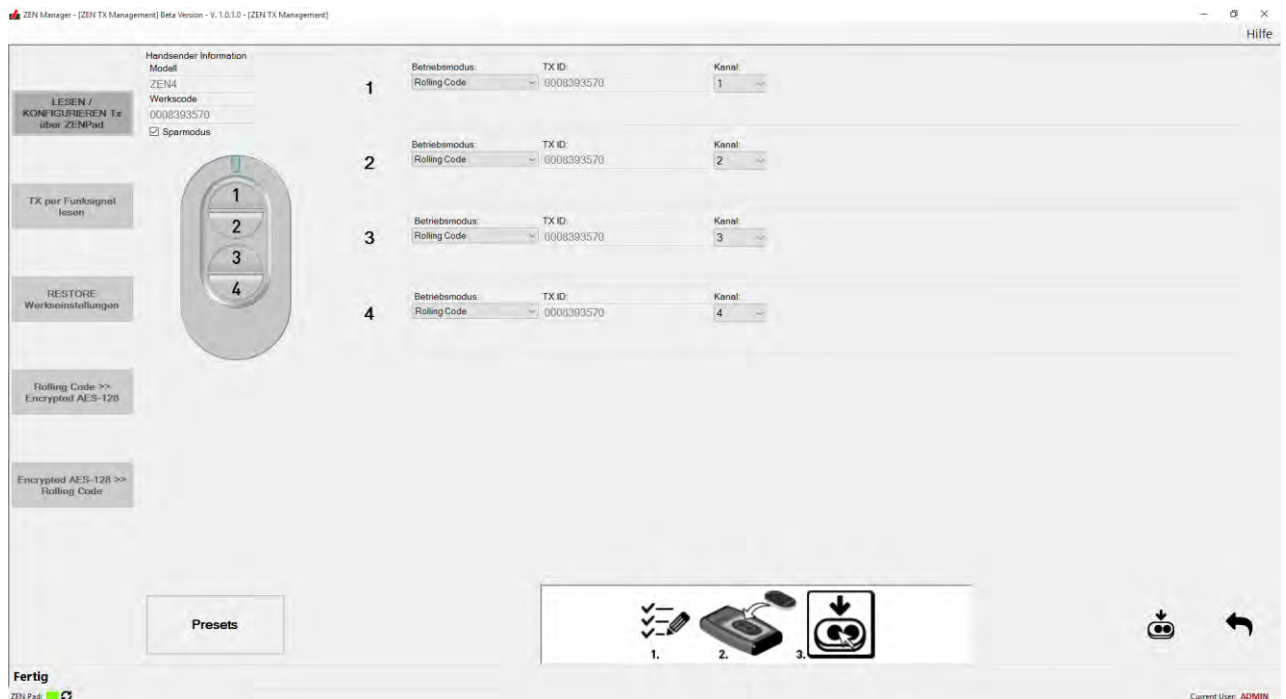 ZEN Manager - [ZEN TX Management] Beta Version - V. 1.0.1.0 - [ZEN TX Management]
Hilfe
Handsender Information
Modell
ZEN4
Werkscode
0008393570
Sparmodus
LESEN /
KONFIGURIEREN Tx
über ZENPad
TX per Funksignal
lesen
RESTORE
Werkseinstellungen
Rolling Code >>
Encrypted AES-128
Encrypted AES-128 >>
Rolling Code
1
2
3
4
Betriebsmodus: TX ID: Kanal:
1 Rolling Code 0008393570 1
Betriebsmodus: TX ID: Kanal:
2 Rolling Code 0008393570 2
Betriebsmodus: TX ID: Kanal:
3 Rolling Code 0008393570 3
Betriebsmodus: TX ID: Kanal:
4 Rolling Code 0008393570 4
Presets
1. 2. 3.
Fertig
ZEN Pad: Current User: ADMIN